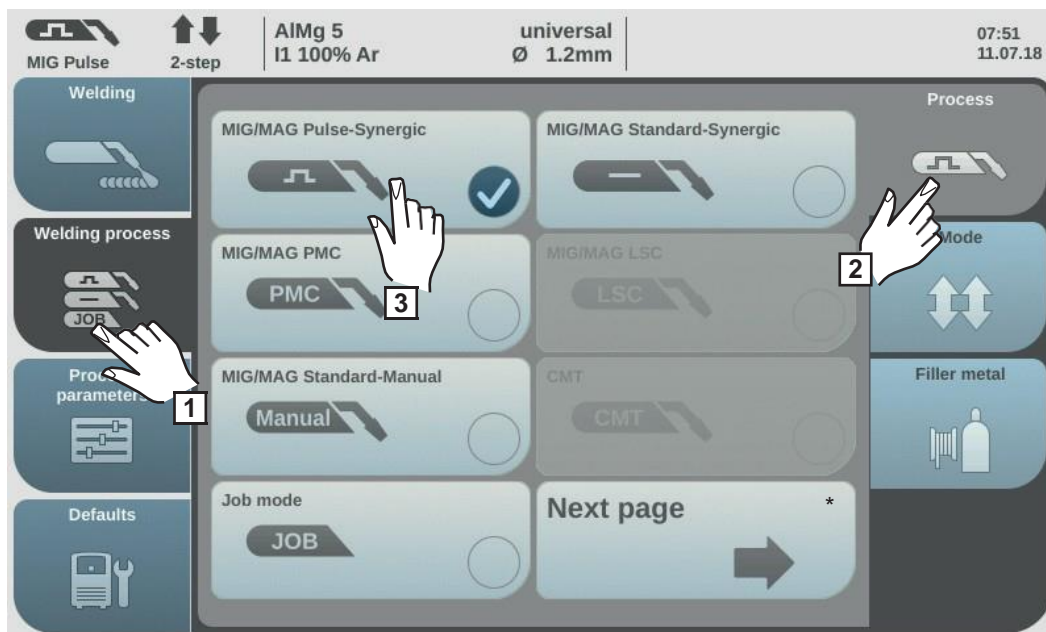 MIG Pulse
2-step
AlMg 5
I1 100% Ar
universal
Ø 1.2mm
07:51
11.07.18
Welding
Welding process
JOB
1
parameters
Defaults
MIG/MAG Pulse-Synergic
3
MIG/MAG Standard-Synergic
MIG/MAG PMC
PMC
MIG/MAG LSC
LSC
MIG/MAG Standard-Manual
Manual
CMT
CMT
Job mode
JOB
Next page *
Process
2
Mode
Filler metal